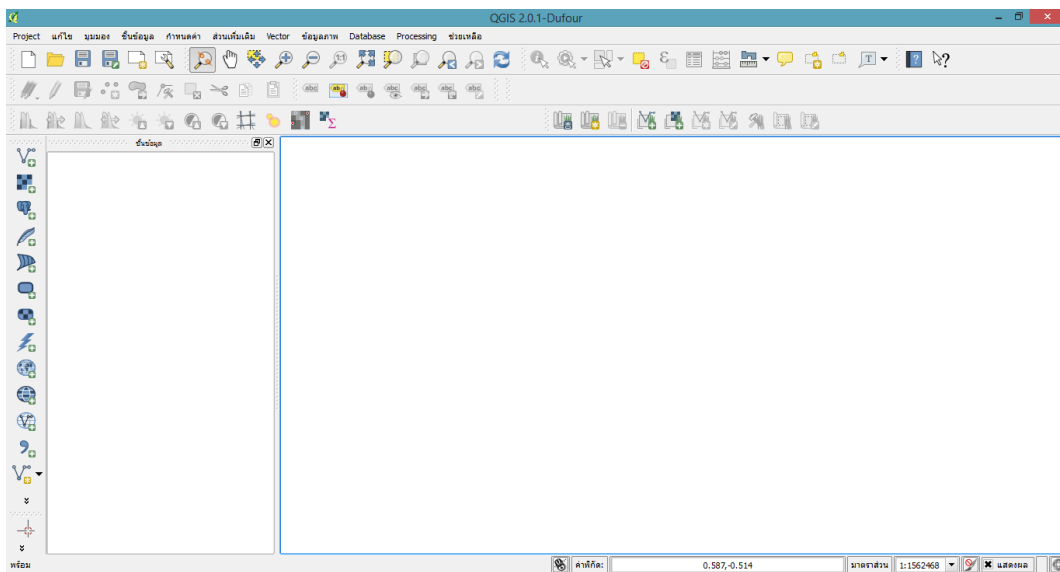 QGIS 2.0.1-Dufour
Project แก้ไข มุมมอง ชั้นข้อมูล กำหนดค่า ส่วนเพิ่มเติม Vector ข้อมูลภาพ Database Processing ช่วยเหลือ
ชั้นข้อมูล
พร้อม ค่าพิกัด: 0.587,-0.514 มาตราส่วน 1:1562468 แสดงผล